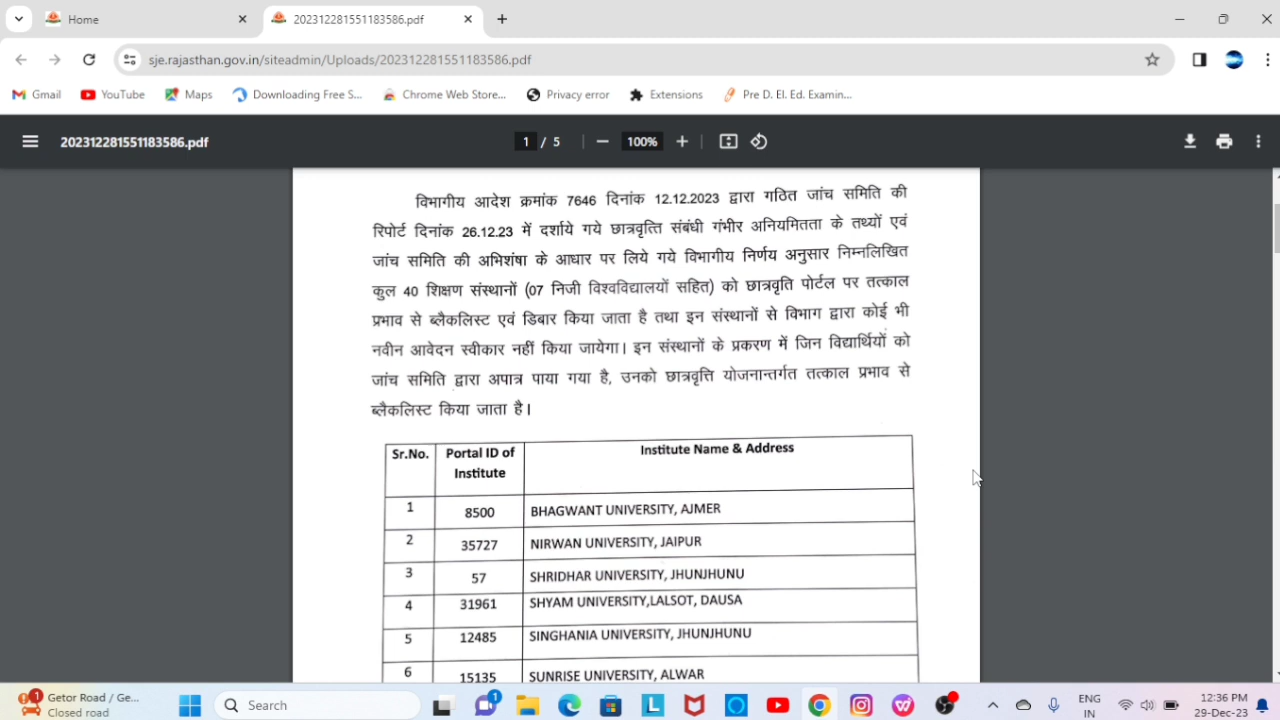 Home
202312281551183586.pdf
sje.rajasthan.gov.in/siteadmin/Uploads/202312281551183586.pdf
Gmail
YouTube
Maps
Downloading Free S...
Chrome Web Store...
Privacy error
Extensions
Pre D. El. Ed. Examin...
202312281551183586.pdf
1 / 5
100%
विभागीय आदेश क्रमांक 7646 दिनांक 12.12.2023 द्वारा गठित जांच समिति की
रिपोर्ट दिनांक 26.12.23 में दर्शाये गये छात्रवृत्ति संबंधी गंभीर अनियमितता के तथ्यों एवं
जांच समिति की अभिशंषा के आधार पर लिये गये विभागीय निर्णय अनुसार निम्नलिखित
कुल 40 शिक्षण संस्थानों (07 निजी विश्वविद्यालयों सहित) को छात्रवृति पोर्टल पर तत्काल
प्रभाव से ब्लैकलिस्ट एवं डिबार किया जाता है तथा इन संस्थानों से विभाग द्वारा कोई भी
नवीन आवेदन स्वीकार नहीं किया जायेगा। इन संस्थानों के प्रकरण में जिन विद्यार्थियों को
जांच समिति द्वारा अपात्र पाया गया है, उनको छात्रवृत्ति योजनान्तर्गत तत्काल प्रभाव से
ब्लैकलिस्ट किया जाता है।
Sr.No. Portal ID of Institute Institute Name & Address
1 8500 BHAGWANT UNIVERSITY, AJMER
2 35727 NIRWAN UNIVERSITY, JAIPUR
3 57 SHRIDHAR UNIVERSITY, JHUNJHUNU
4 31961 SHYAM UNIVERSITY,LALSOT, DAUSA
5 12485 SINGHANIA UNIVERSITY, JHUNJHUNU
6 15135 SUNRISE UNIVERSITY, ALWAR
1
Getor Road / Ge...
Closed road
Search
1
ENG
IN
12:36 PM
29-Dec-23